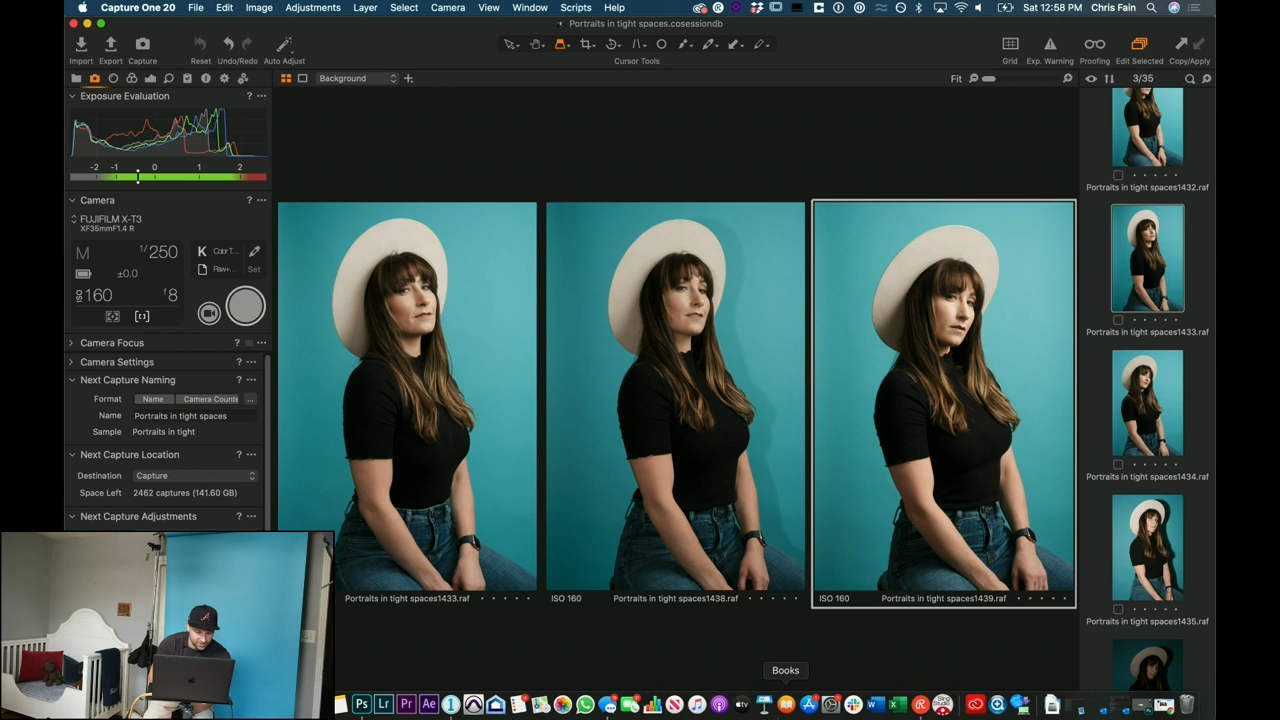 Capture One 20 File Edit Image Adjustments Layer Select Camera View Window Scripts Help
Sat 12:58 PM Chris Fain
Portraits in tight spaces.cosessiondb
Import Export Capture Reset Undo/Redo Auto Adjust Cursor Tools Grid Exp. Warning Proofing Edit Selected Copy/Apply
Background Fit 3/35
Exposure Evaluation ? ...
-2 -1 0 1 2
Camera ? ...
FUJIFILM X-T3
XF35mmF1.4 R
M 1/250
±0.0
ISO 160 f8
K Color T...
Raw+... Set
Camera Focus ? ...
Camera Settings ? ...
Next Capture Naming ? ...
Format Name Camera Counte ...
Name Portraits in tight spaces
Sample Portraits in tight
Next Capture Location ? ...
Destination Capture
Space Left 2462 captures (141.60 GB)
Next Capture Adjustments ? ...
Portraits in tight spaces1433.raf
ISO 160 Portraits in tight spaces1438.raf
ISO 160 Portraits in tight spaces1439.raf
Portraits in tight spaces1432.raf
Portraits in tight spaces1433.raf
Portraits in tight spaces1434.raf
Portraits in tight spaces1435.raf
Books
Ps Lr Pr Ae